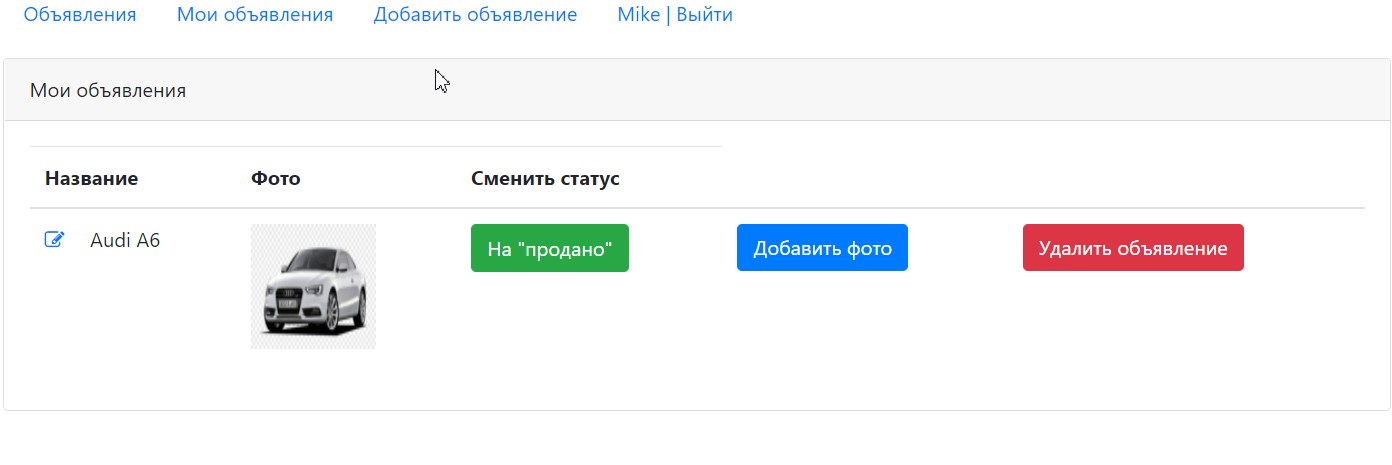 Объявления Мои объявления Добавить объявление Mike | Выйти
Мои объявления
Название Фото Сменить статус
Audi A6 На "продано" Добавить фото Удалить объявление